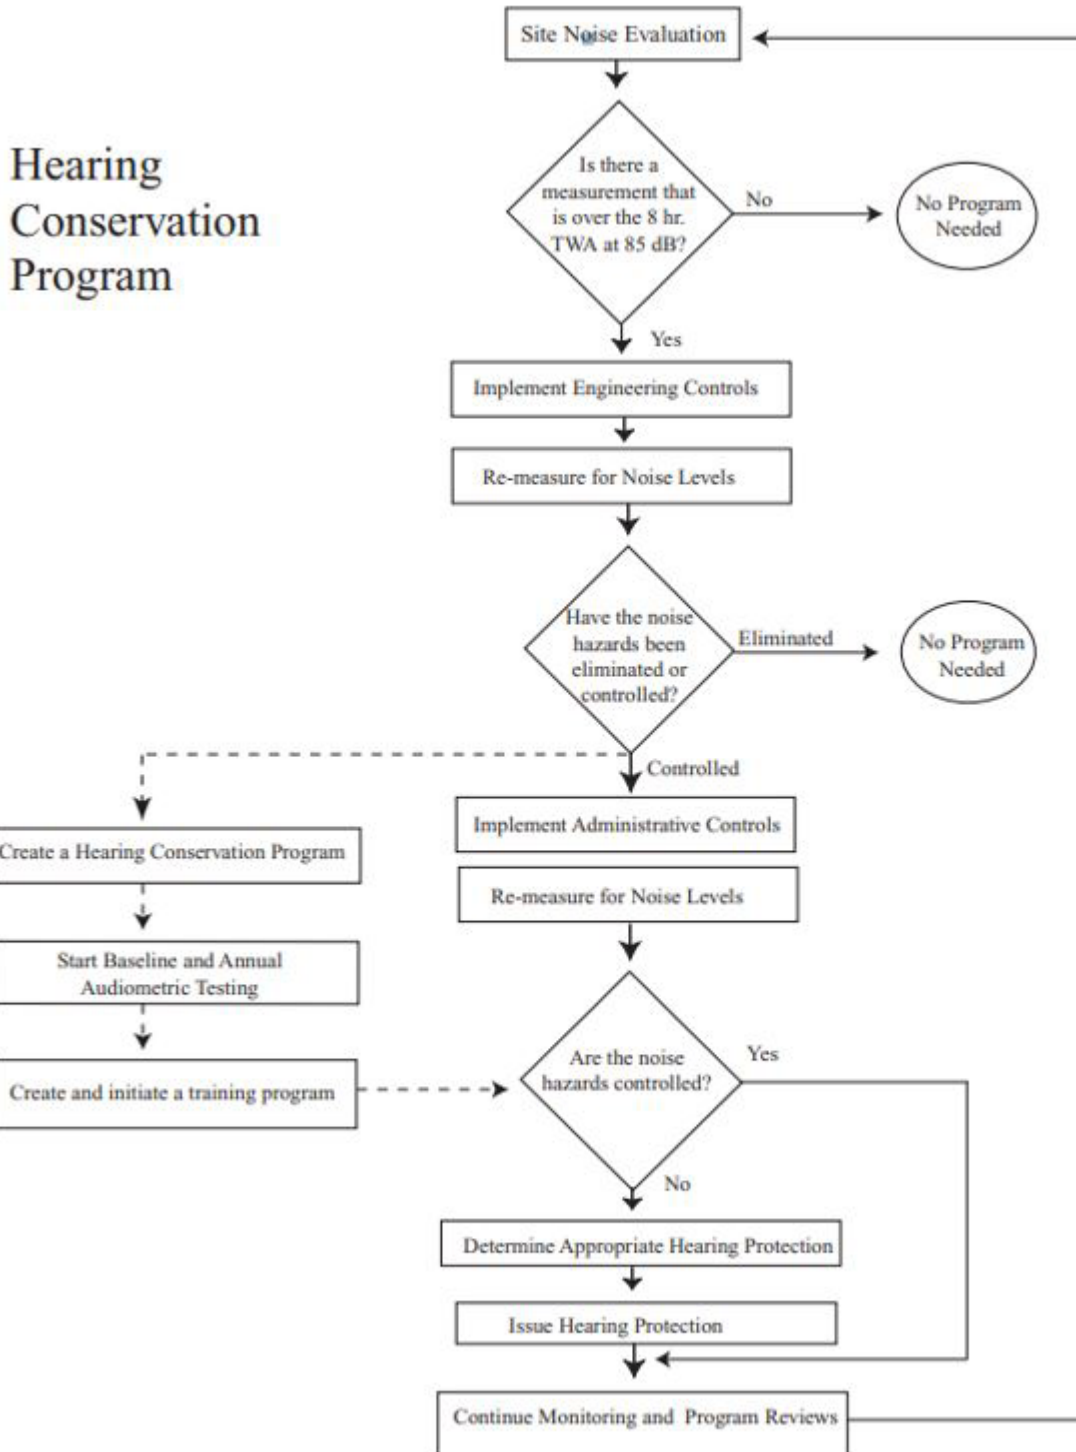 Site Noise Evaluation
Hearing
Conservation
Program
Is there a
measurement that
is over the 8 hr.
TWA at 85 dB?
No
No Program
Needed
Yes
Implement Engineering Controls
Re-measure for Noise Levels
Have the noise
hazards been
eliminated or
controlled?
Eliminated
No Program
Needed
Controlled
Implement Administrative Controls
Create a Hearing Conservation Program
Re-measure for Noise Levels
Start Baseline and Annual
Audiometric Testing
Create and initiate a training program
Are the noise
hazards controlled?
Yes
No
Determine Appropriate Hearing Protection
Issue Hearing Protection
Continue Monitoring and Program Reviews